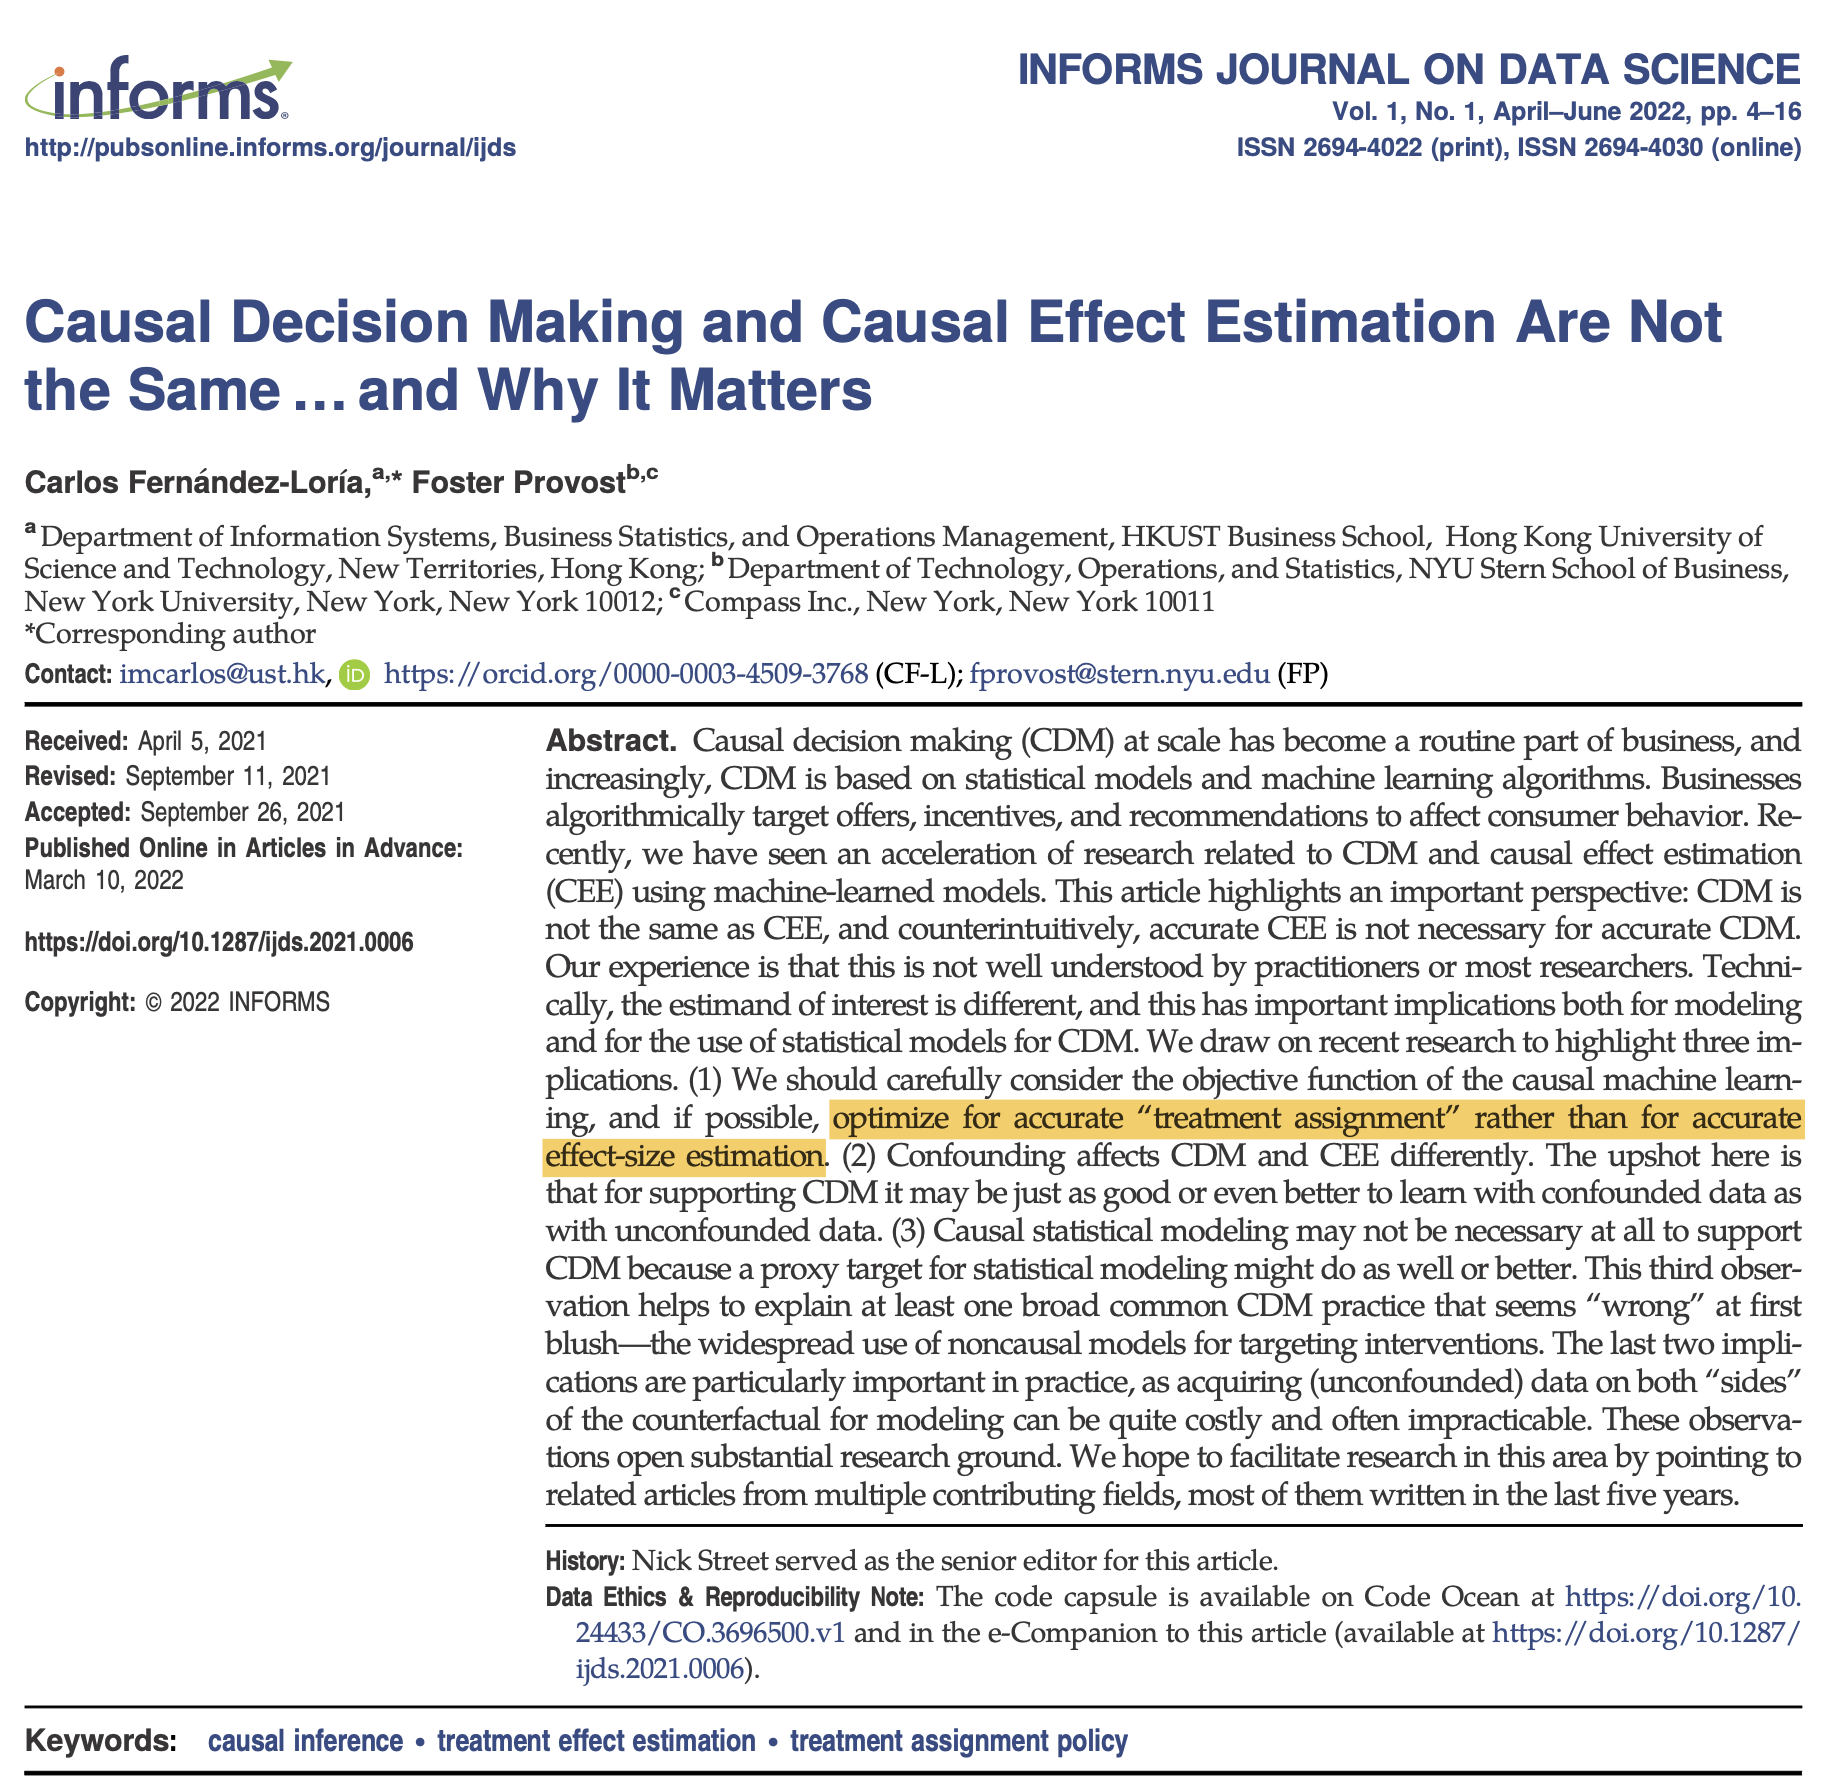 informs®
http://pubsonline.informs.org/journal/ijds
INFORMS JOURNAL ON DATA SCIENCE
Vol. 1, No. 1, April–June 2022, pp. 4–16
ISSN 2694-4022 (print), ISSN 2694-4030 (online)
Causal Decision Making and Causal Effect Estimation Are Not
the Same … and Why It Matters
Carlos Fernández-Loría,a,* Foster Provostb,c
a Department of Information Systems, Business Statistics, and Operations Management, HKUST Business School, Hong Kong University of
Science and Technology, New Territories, Hong Kong; b Department of Technology, Operations, and Statistics, NYU Stern School of Business,
New York University, New York, New York 10012; c Compass Inc., New York, New York 10011
*Corresponding author
Contact: imcarlos@ust.hk, iD https://orcid.org/0000-0003-4509-3768 (CF-L); fprovost@stern.nyu.edu (FP)
Received: April 5, 2021
Revised: September 11, 2021
Accepted: September 26, 2021
Published Online in Articles in Advance:
March 10, 2022
https://doi.org/10.1287/ijds.2021.0006
Copyright: © 2022 INFORMS
Abstract. Causal decision making (CDM) at scale has become a routine part of business, and
increasingly, CDM is based on statistical models and machine learning algorithms. Businesses
algorithmically target offers, incentives, and recommendations to affect consumer behavior. Re-
cently, we have seen an acceleration of research related to CDM and causal effect estimation
(CEE) using machine-learned models. This article highlights an important perspective: CDM is
not the same as CEE, and counterintuitively, accurate CEE is not necessary for accurate CDM.
Our experience is that this is not well understood by practitioners or most researchers. Techni-
cally, the estimand of interest is different, and this has important implications both for modeling
and for the use of statistical models for CDM. We draw on recent research to highlight three im-
plications. (1) We should carefully consider the objective function of the causal machine learn-
ing, and if possible, optimize for accurate “treatment assignment” rather than for accurate
effect-size estimation. (2) Confounding affects CDM and CEE differently. The upshot here is
that for supporting CDM it may be just as good or even better to learn with confounded data as
with unconfounded data. (3) Causal statistical modeling may not be necessary at all to support
CDM because a proxy target for statistical modeling might do as well or better. This third obser-
vation helps to explain at least one broad common CDM practice that seems “wrong” at first
blush—the widespread use of noncausal models for targeting interventions. The last two impli-
cations are particularly important in practice, as acquiring (unconfounded) data on both “sides”
of the counterfactual for modeling can be quite costly and often impracticable. These observa-
tions open substantial research ground. We hope to facilitate research in this area by pointing to
related articles from multiple contributing fields, most of them written in the last five years.
History: Nick Street served as the senior editor for this article.
Data Ethics & Reproducibility Note: The code capsule is available on Code Ocean at https://doi.org/10.
24433/CO.3696500.v1 and in the e-Companion to this article (available at https://doi.org/10.1287/
ijds.2021.0006).
Keywords: causal inference • treatment effect estimation • treatment assignment policy